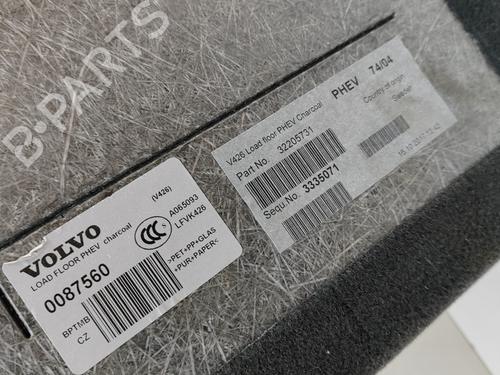 B-PARTS
V426 Load floor PHEV Charcoal
PHEV 74/04
Part No. 32205731
Country of origin
Sweden
Sequ.No. 3335071
(V426)
VOLVO
LOAD FLOOR PHEV charcoal
0087560
BPTMB
CZ
CCC
A065093
LFVK426
>PET+PP+GLAS
+PUR+PAPER<